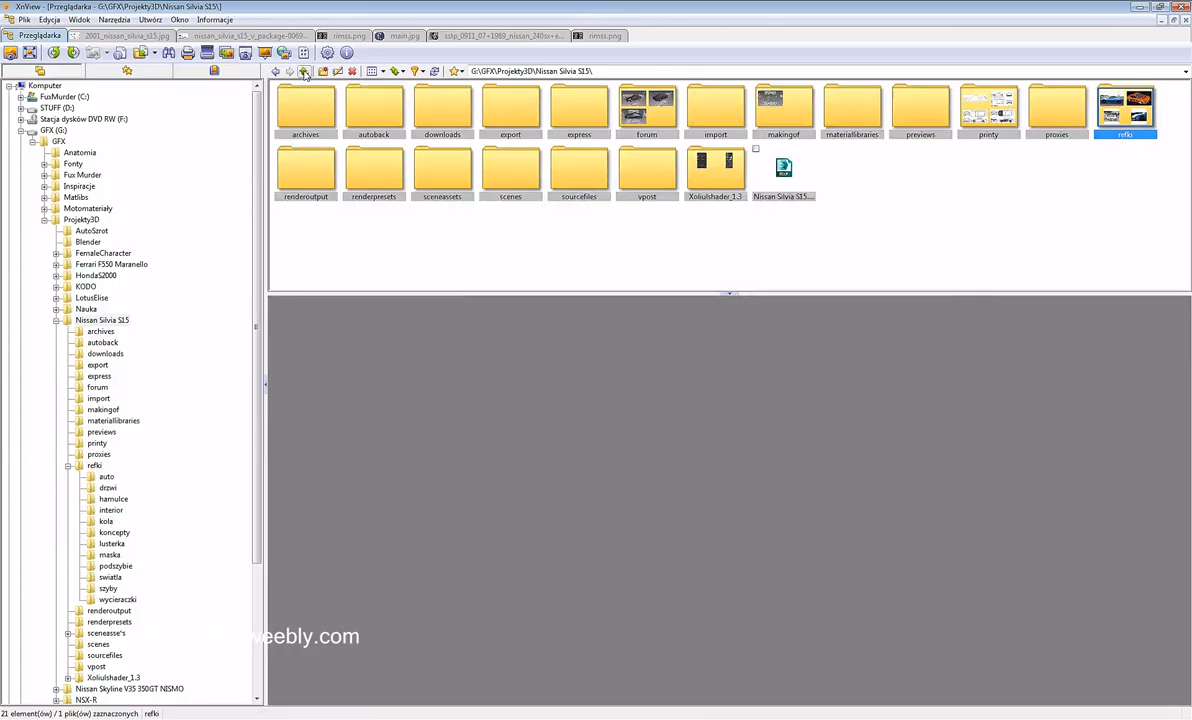 XnView - [Przeglądarka - G:\GFX\Projekty3D\Nissan Silvia S15\]
Plik Edycja Widok Narzędzia Utwórz Okno Informacje
Przeglądarka 2001_nissan_silvia_s15.jpg nissan_silvia_s15_v_package-0069... rimss.png main.jpg sstp_0911_07+1989_nissan_240sx+e... rimss.png
G:\GFX\Projekty3D\Nissan Silvia S15\
Komputer
FuxMurder (C:)
STUFF (D:)
Stacja dysków DVD RW (F:)
GFX (G:)
GFX
Anatomia
Fonty
Fux Murder
Inspiracje
Matlibs
Motomateriały
Projekty3D
AutoSzrot
Blender
FemaleCharacter
Ferrari F550 Maranello
HondaS2000
KODO
LotusElise
Nauka
Nissan Silvia S15
archives
autoback
downloads
export
express
forum
import
makingof
materiallibraries
previews
printy
proxies
refki
auto
drzwi
hamulce
interior
kola
koncepty
lusterka
maska
podszybie
swiatla
szyby
wycieraczki
renderoutput
renderpresets
sceneassets
scenes
sourcefiles
vpost
Xoliulshader_1.3
Nissan Skyline V35 350GT NISMO
NSX-R
archives autoback downloads export express forum import makingof materiallibraries previews printy proxies refki
renderoutput renderpresets sceneassets scenes sourcefiles vpost Xoliulshader_1.3 Nissan Silvia S15....
weebly.com
21 element(ów) / 1 plik(ów) zaznaczonych refki